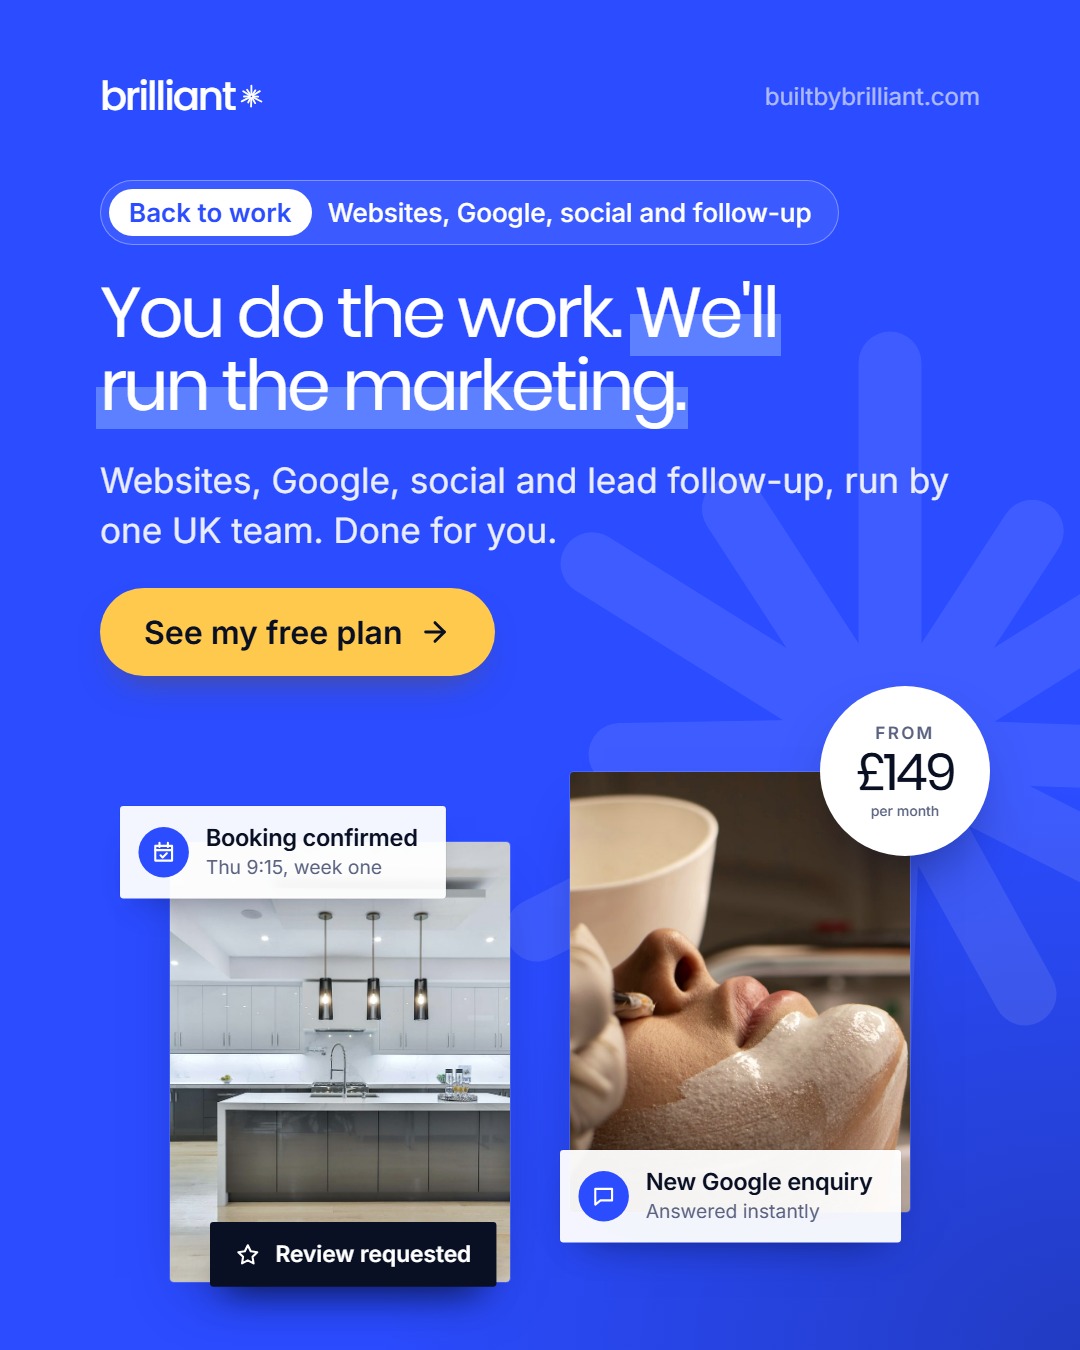 brilliant
builtbybrilliant.com
Back to work Websites, Google, social and follow-up
You do the work. We'll
run the marketing.
Websites, Google, social and lead follow-up, run by
one UK team. Done for you.
See my free plan →
FROM
£149
per month
Booking confirmed
Thu 9:15, week one
New Google enquiry
Answered instantly
Review requested